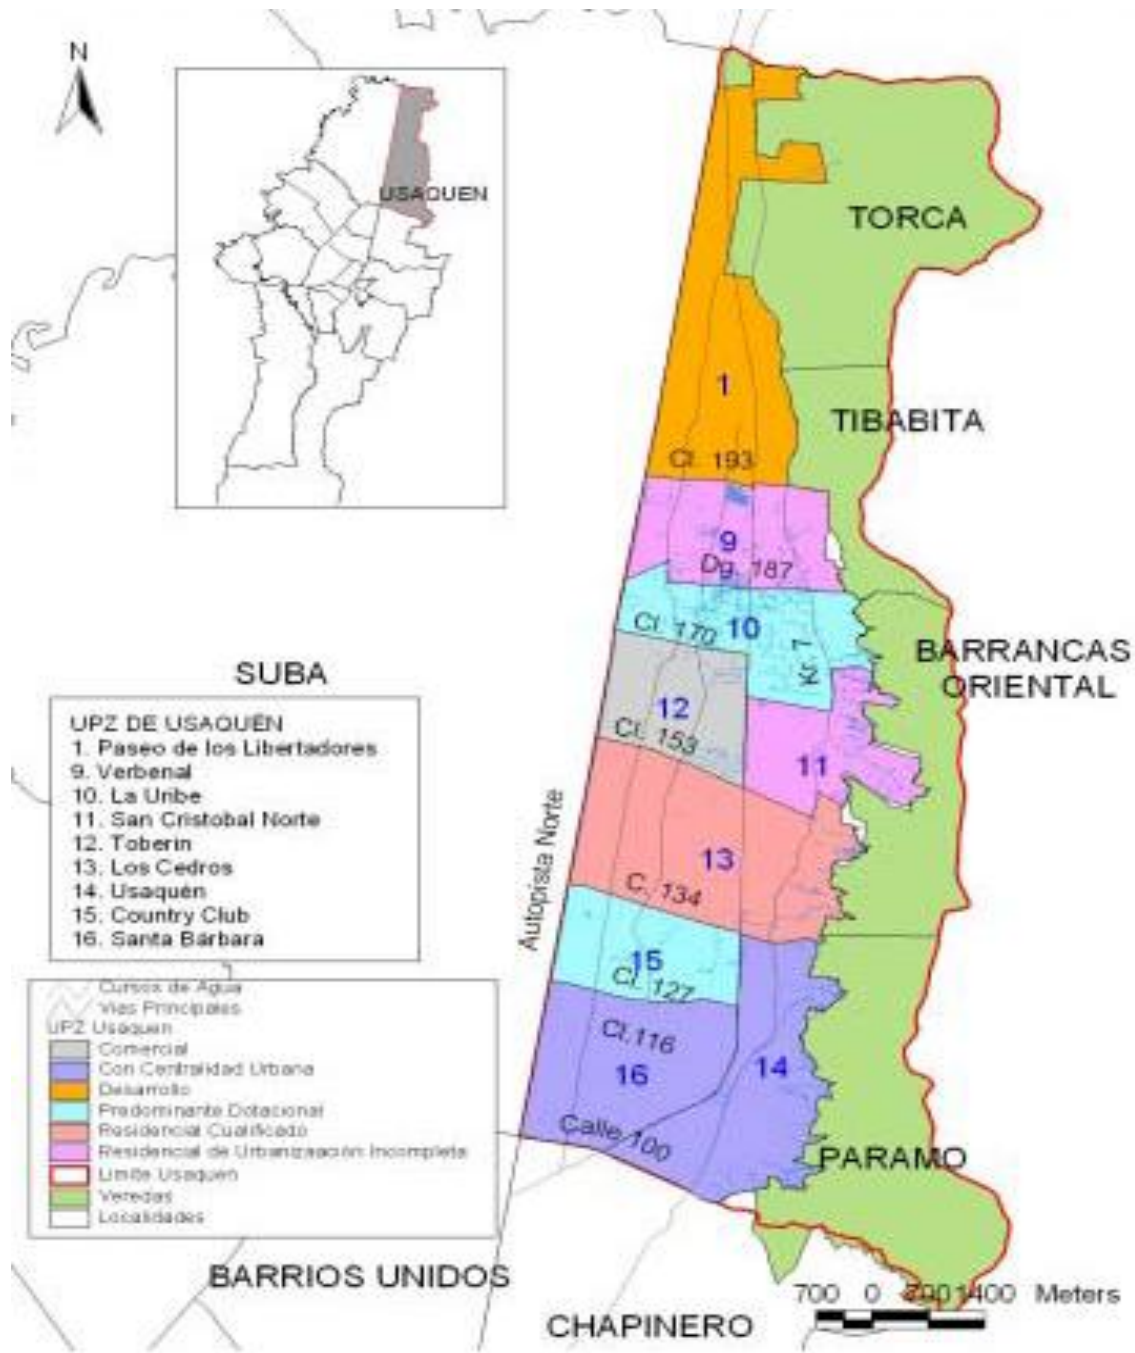 N
USAQUEN
TORCA
1
TIBABITA
Cl. 193
9
Dg. 187
Cl. 170
10
Kr. 7
BARRANCAS
ORIENTAL
SUBA
12
Cl. 153
11
UPZ DE USAQUÉN
1. Paseo de los Libertadores
9. Verbenal
10. La Uribe
11. San Cristobal Norte
12. Toberin
13. Los Cedros
14. Usaquén
15. Country Club
16. Santa Bárbara
Autopista Norte
13
C. 134
15
Cl. 127
Cl.116
16
14
Calle 100
PARAMO
Cursos de Agua
Vias Principales
UPZ Usaquen
Comercial
Con Centralidad Urbana
Desarrollo
Predominante Dotacional
Residencial Cualificado
Residencial de Urbanización Incompleta
Limite Usaquen
Veredas
Localidades
BARRIOS UNIDOS
CHAPINERO
700 0 700 1400 Meters